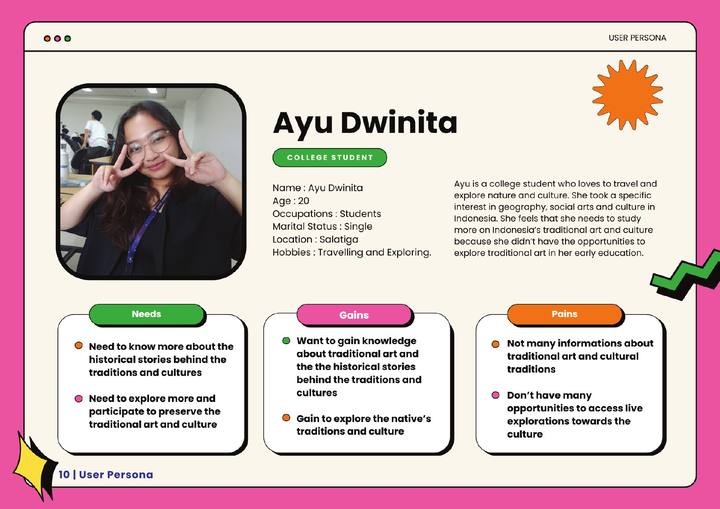 USER PERSONA
Ayu Dwinita
COLLEGE STUDENT
Name : Ayu Dwinita
Age : 20
Occupations : Students
Marital Status : Single
Location : Salatiga
Hobbies : Travelling and Exploring.
Ayu is a college student who loves to travel and
explore nature and culture. She took a specific
interest in geography, social arts and culture in
Indonesia. She feels that she needs to study
more on Indonesia's traditional art and culture
because she didn't have the opportunities to
explore traditional art in her early education.
Needs
Need to know more about the
historical stories behind the
traditions and cultures
Need to explore more and
participate to preserve the
traditional art and culture
Gains
Want to gain knowledge
about traditional art and
the the historical stories
behind the traditions and
cultures
Gain to explore the native's
traditions and culture
Pains
Not many informations about
traditional art and cultural
traditions
Don't have many
opportunities to access live
explorations towards the
culture
10 | User Persona